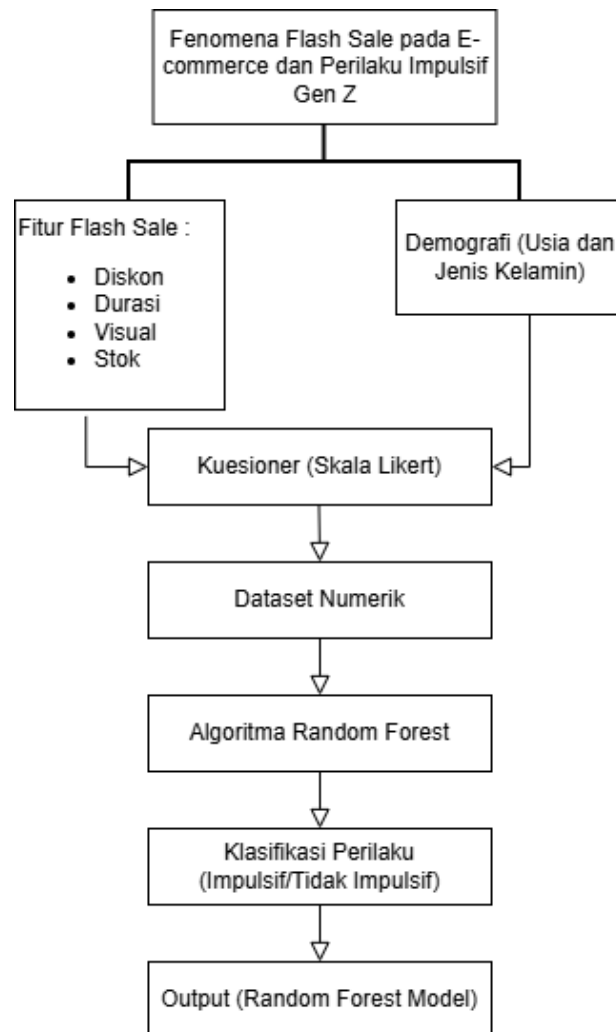 Fenomena Flash Sale pada E-
commerce dan Perilaku Impulsif
Gen Z
Fitur Flash Sale :
• Diskon
• Durasi
• Visual
• Stok
Demografi (Usia dan
Jenis Kelamin)
Kuesioner (Skala Likert)
Dataset Numerik
Algoritma Random Forest
Klasifikasi Perilaku
(Impulsif/Tidak Impulsif)
Output (Random Forest Model)